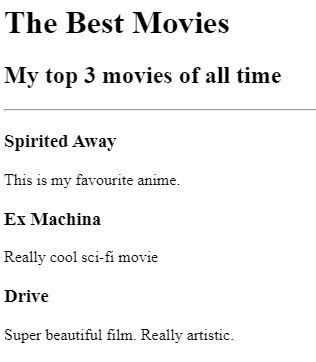 The Best Movies
My top 3 movies of all time
Spirited Away
This is my favourite anime.
Ex Machina
Really cool sci-fi movie
Drive
Super beautiful film. Really artistic.